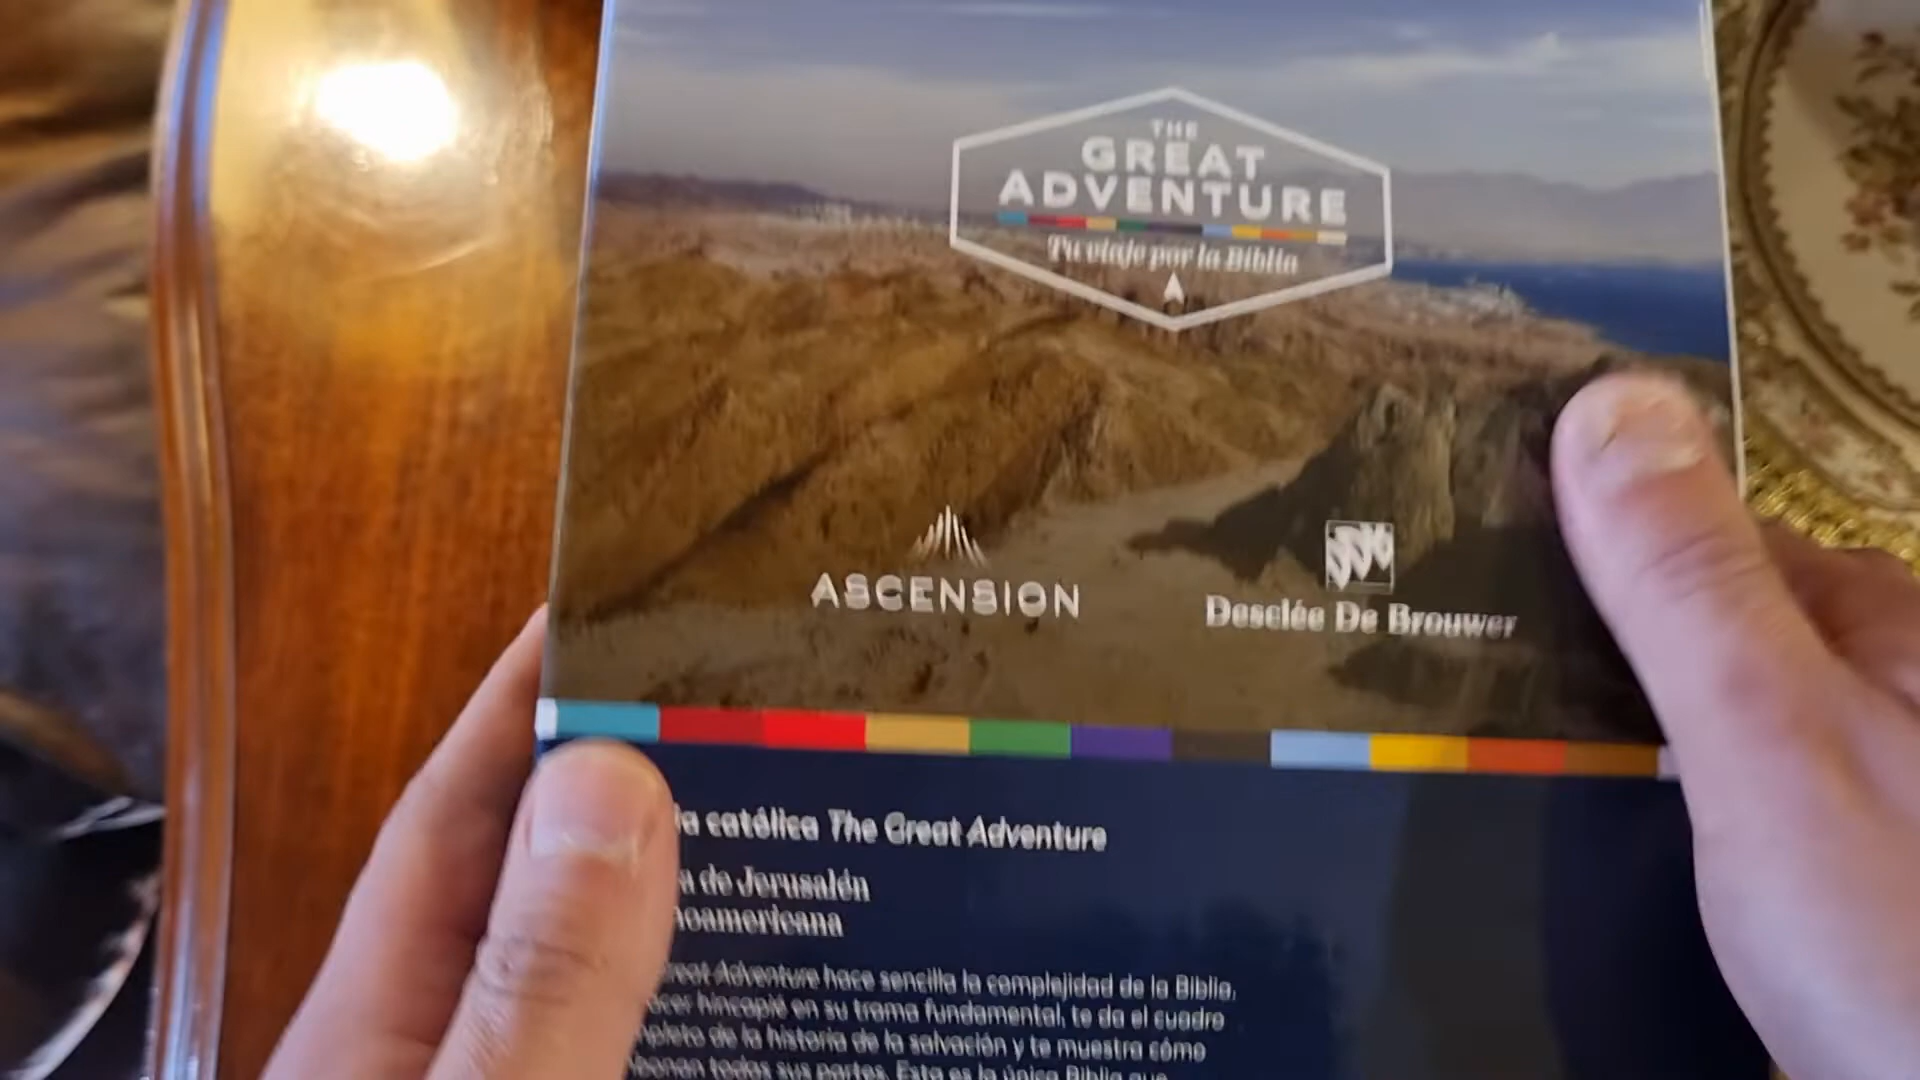 THE
GREAT
ADVENTURE
Tu viaje por la Biblia
ASCENSION
Desclée De Brouwer
la católica The Great Adventure
de Jerusalén
noamericana
Great Adventure hace sencilla la complejidad de la Biblia,
hincapié en su trama fundamental, te da el cuadro
de la historia de la salvación y te muestra cómo
todas sus partes. Esta es la única Biblia que